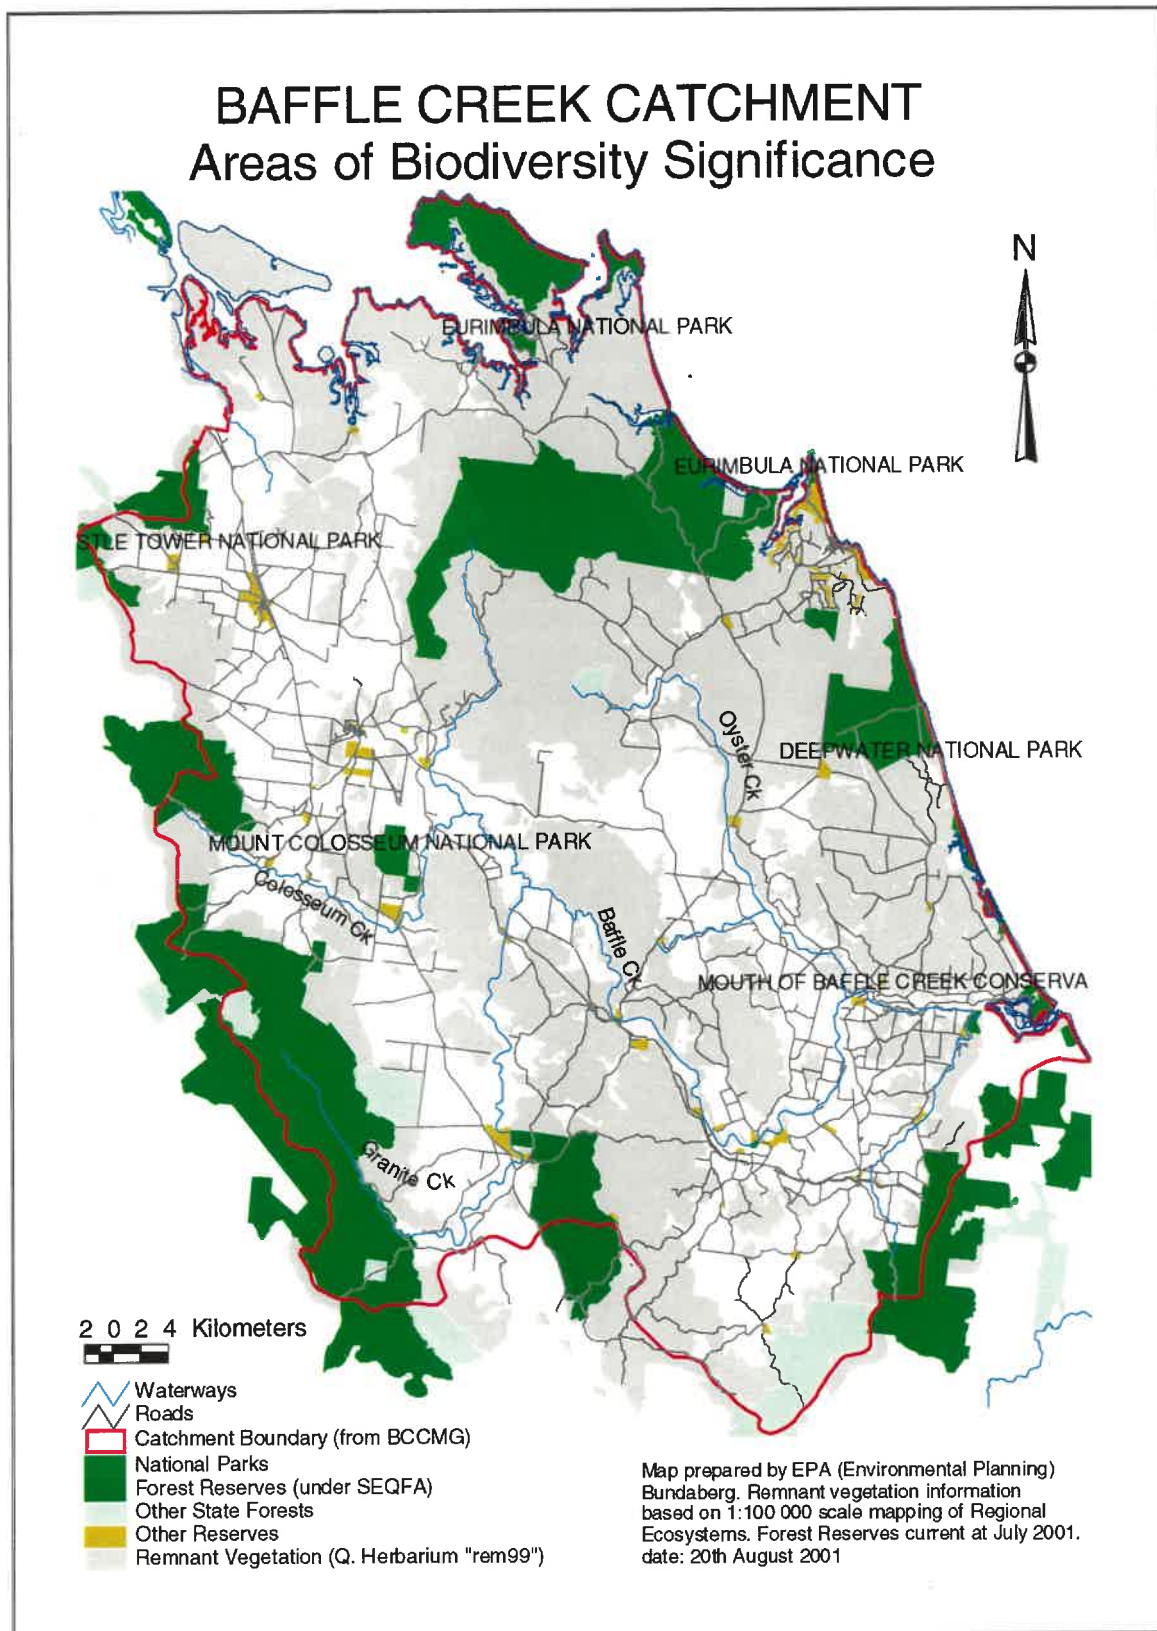 BAFFLE CREEK CATCHMENT
Areas of Biodiversity Significance
N
EURIMBULA NATIONAL PARK
EURIMBULA NATIONAL PARK
STLE TOWER NATIONAL PARK
Oyster Ck
DEEPWATER NATIONAL PARK
MOUNT COLOSSEUM NATIONAL PARK
Colosseum Ck
Baffle Ck
MOUTH OF BAFFLE CREEK CONSERVA
Granite Ck
2 0 2 4 Kilometers
Waterways
Roads
Catchment Boundary (from BCCMG)
National Parks
Forest Reserves (under SEQFA)
Other State Forests
Other Reserves
Remnant Vegetation (Q. Herbarium "rem99")
Map prepared by EPA (Environmental Planning)
Bundaberg. Remnant vegetation information
based on 1:100 000 scale mapping of Regional
Ecosystems. Forest Reserves current at July 2001.
date: 20th August 2001